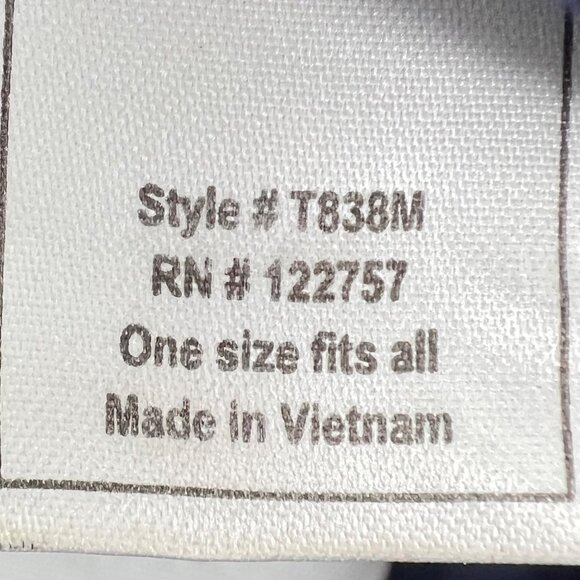 Style # T838M
RN # 122757
One size fits all
Made in Vietnam